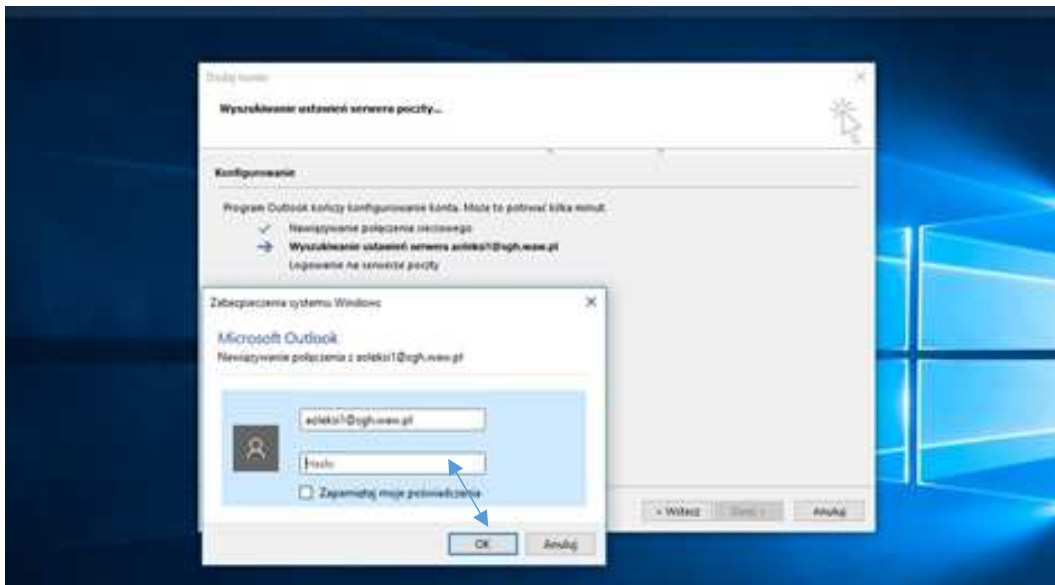 Dodaj konto
Wyszukiwanie ustawień serwera poczty...
Konfigurowanie
Program Outlook kończy konfigurowanie konta. Może to potrwać kilka minut.
Nawiązywanie połączenia sieciowego
Wyszukiwanie ustawień serwera aoleksi1@sgh.waw.pl
Logowanie na serwerze poczty
Zabezpieczenia systemu Windows
Microsoft Outlook
Nawiązywanie połączenia z aoleksi1@sgh.waw.pl
aoleksi1@sgh.waw.pl
Hasło
Zapamiętaj moje poświadczenia
OK Anuluj
< Wstecz Dalej > Anuluj